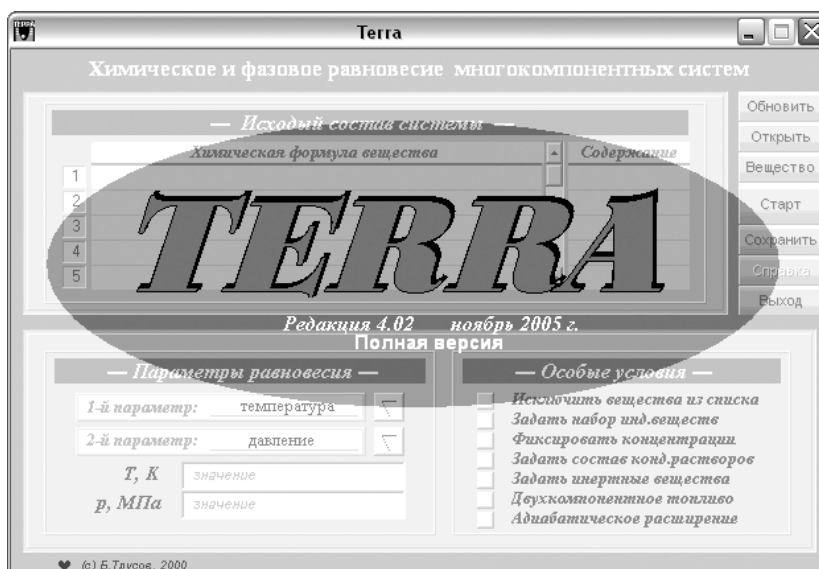 Terra
Химическое и фазовое равновесие многокомпонентных систем
— Исходый состав системы —
Химическая формула вещества Содержание
1
2
3
4
5
TERRA
Редакция 4.02 ноябрь 2005 г.
Полная версия
Обновить
Открыть
Вещество
Старт
Сохранить
Справка
Выход
— Параметры равновесия —
1-й параметр: температура
2-й параметр: давление
T, K значение
p, МПа значение
— Особые условия —
Исключить вещества из списка
Задать набор инд.веществ
Фиксировать концентрации
Задать состав конд.растворов
Задать инертные вещества
Двухкомпонентное топливо
Адиабатическое расширение
(c) Б.Трусов, 2000